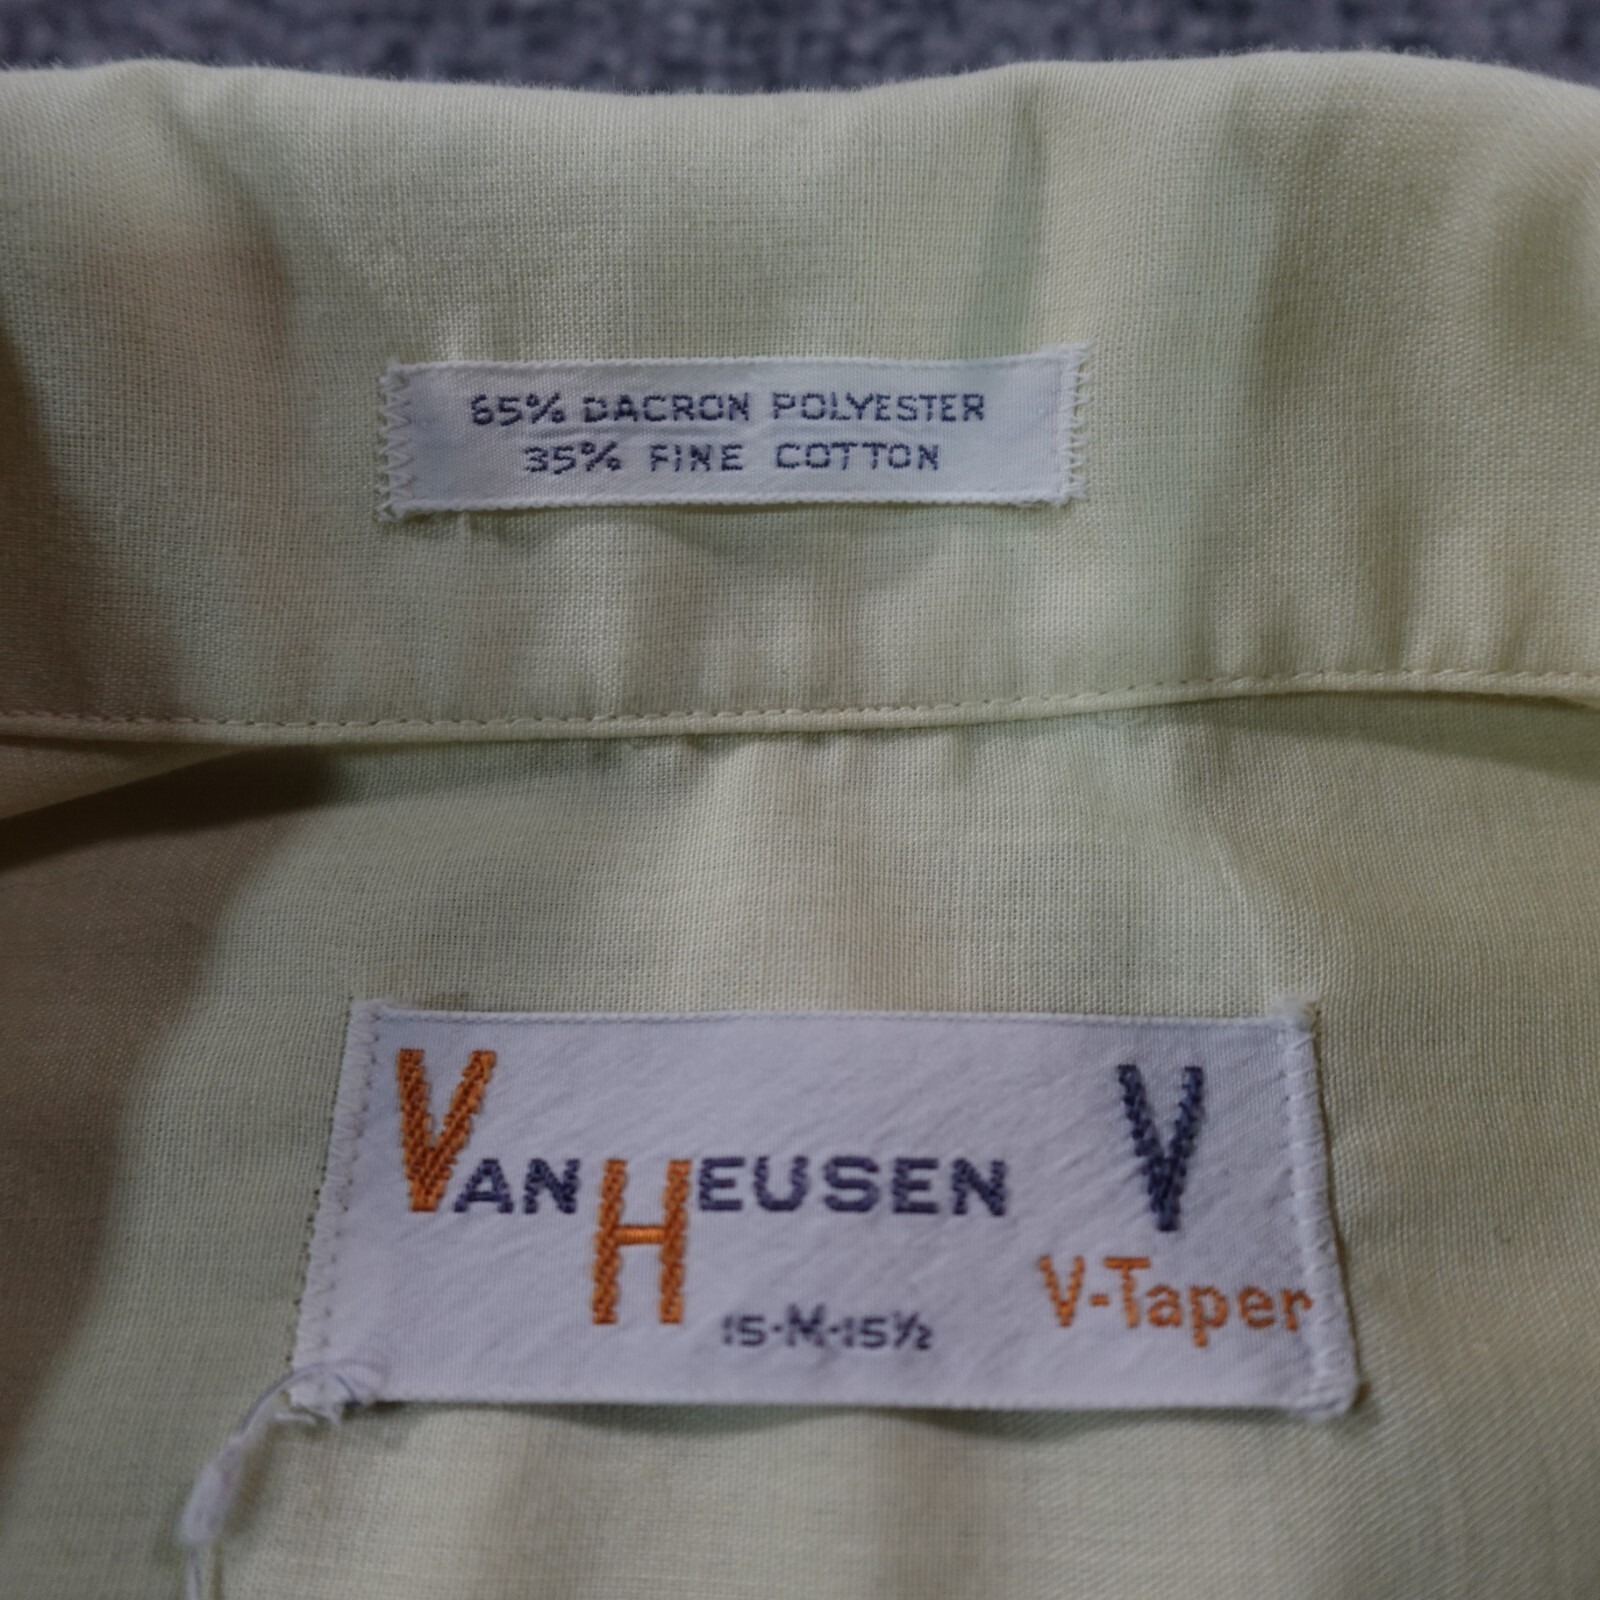 65% DACRON POLYESTER
35% FINE COTTON
VAN HEUSEN
V
V-Taper
15-M-15½